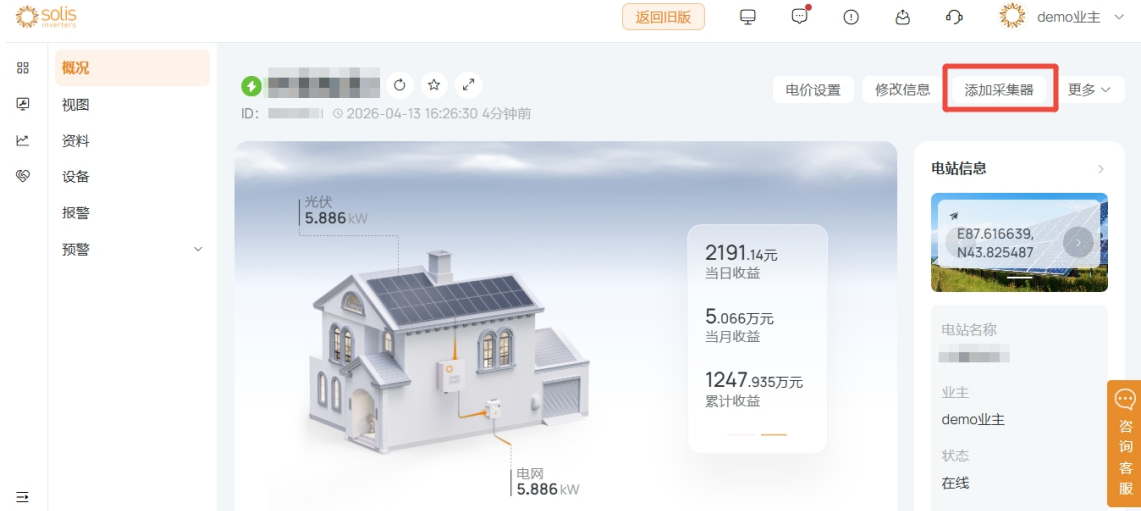 solis
inverters
返回旧版
demo业主
概况
视图
资料
设备
报警
预警
ID:
2026-04-13 16:26:30 4分钟前
电价设置
修改信息
添加采集器
更多
光伏
5.886 kW
2191.14元
当日收益
5.066万元
当月收益
1247.935万元
累计收益
电网
5.886 kW
电站信息
E87.616639,
N43.825487
电站名称
业主
demo业主
状态
在线
咨询客服